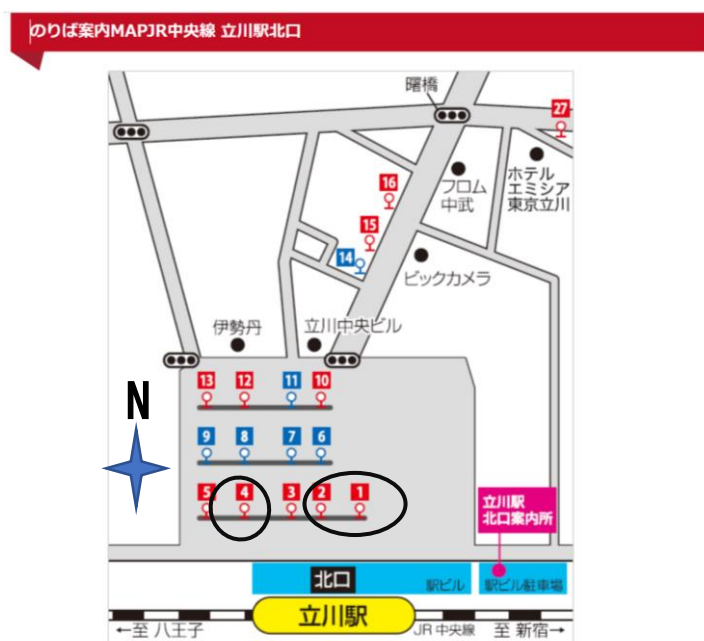 のりば案内MAPJR中央線 立川駅北口
曙橋
27
ホテル
エミシア
東京立川
フロム
中武
16
15
14
ビックカメラ
伊勢丹
立川中央ビル
13
12
11
10
N
9
8
7
6
5
4
3
2
1
立川駅
北口案内所
北口
駅ビル
駅ビル駐車場
立川駅
←至 八王子
JR 中央線
至 新宿→